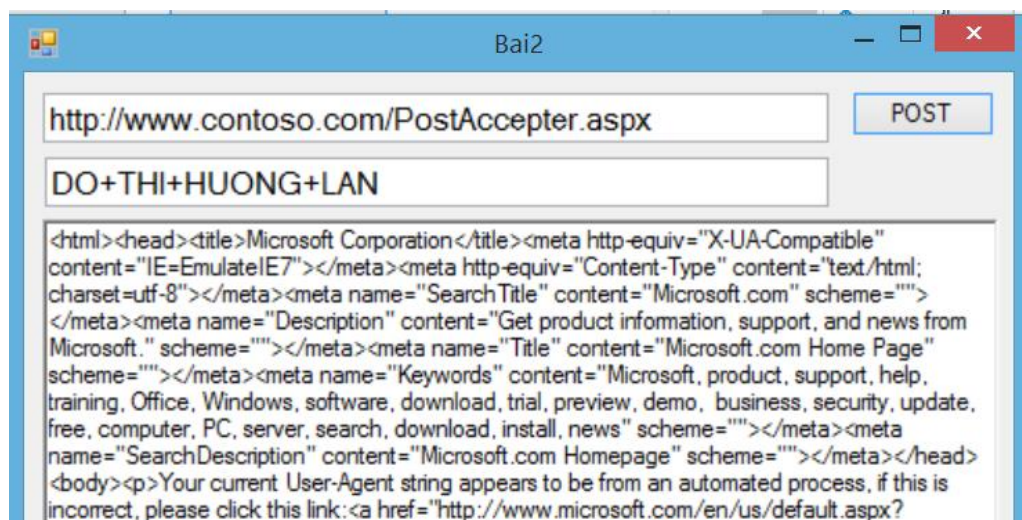 Bai2
http://www.contoso.com/PostAccepter.aspx
POST
DO+THI+HUONG+LAN
<html><head><title>Microsoft Corporation</title><meta http-equiv="X-UA-Compatible"
content="IE=EmulateIE7"></meta><meta http-equiv="Content-Type" content="text/html;
charset=utf-8"></meta><meta name="SearchTitle" content="Microsoft.com" scheme="">
</meta><meta name="Description" content="Get product information, support, and news from
Microsoft." scheme=""></meta><meta name="Title" content="Microsoft.com Home Page"
scheme=""></meta><meta name="Keywords" content="Microsoft, product, support, help,
training, Office, Windows, software, download, trial, preview, demo,  business, security, update,
free, computer, PC, server, search, download, install, news" scheme=""></meta><meta
name="SearchDescription" content="Microsoft.com Homepage" scheme=""></meta></head>
<body><p>Your current User-Agent string appears to be from an automated process, if this is
incorrect, please click this link:<a href="http://www.microsoft.com/en/us/default.aspx?